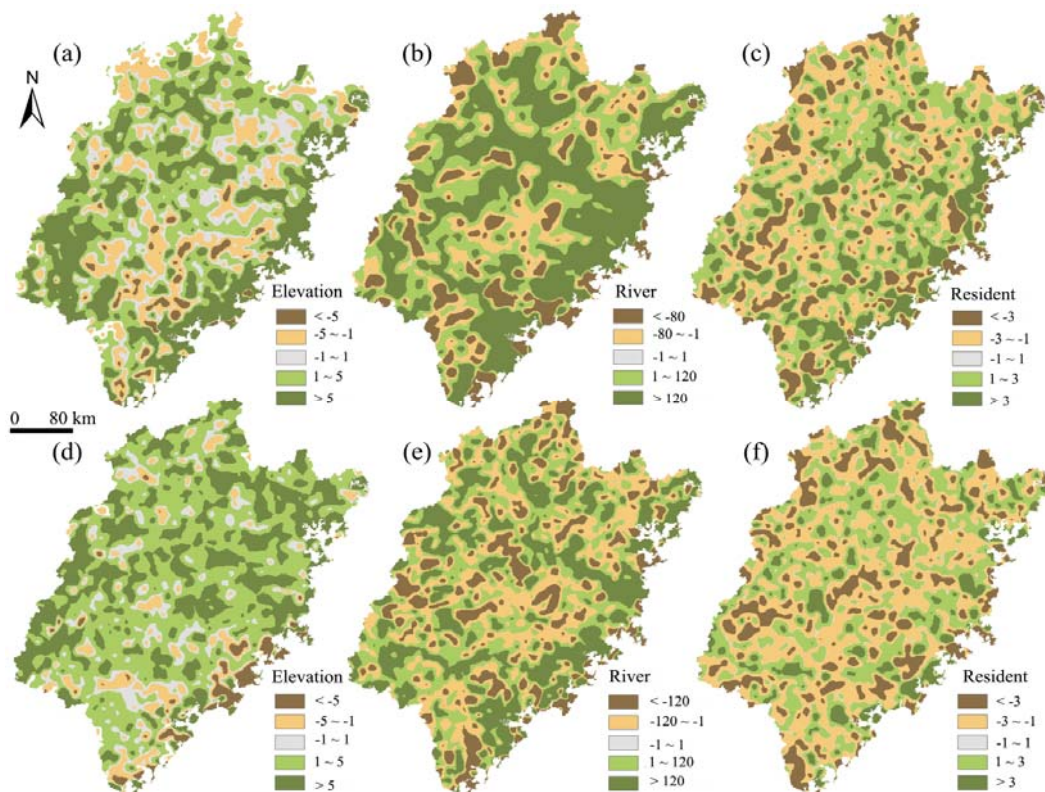 (a)
(b)
(c)
N
Elevation
< -5
-5 ~ -1
-1 ~ 1
1 ~ 5
> 5
River
< -80
-80 ~ -1
-1 ~ 1
1 ~ 120
> 120
Resident
< -3
-3 ~ -1
-1 ~ 1
1 ~ 3
> 3
0 80 km
(d)
(e)
(f)
Elevation
< -5
-5 ~ -1
-1 ~ 1
1 ~ 5
> 5
River
< -120
-120 ~ -1
-1 ~ 1
1 ~ 120
> 120
Resident
< -3
-3 ~ -1
-1 ~ 1
1 ~ 3
> 3